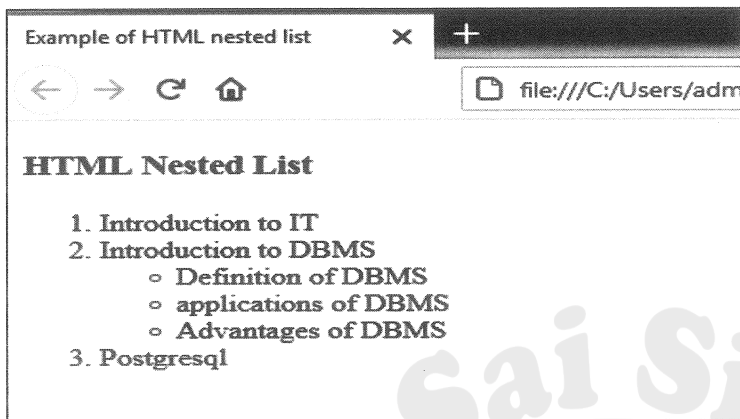 Example of HTML nested list
file:///C:/Users/adm
HTML Nested List
1. Introduction to IT
2. Introduction to DBMS
○ Definition of DBMS
○ applications of DBMS
○ Advantages of DBMS
3. Postgresql
Sai Si